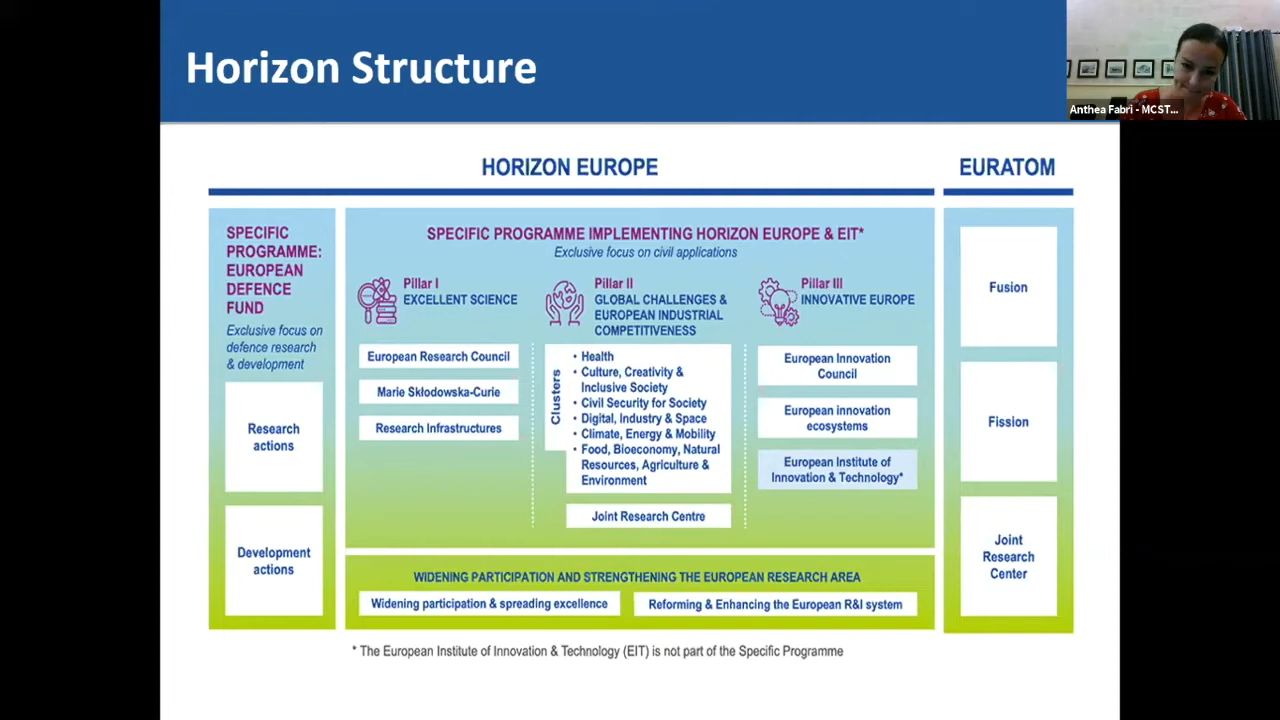 Horizon Structure
Anthea Fabri - MCST...
HORIZON EUROPE
EURATOM
SPECIFIC
PROGRAMME:
EUROPEAN
DEFENCE
FUND
Exclusive focus on
defence research
& development
Research
actions
Development
actions
SPECIFIC PROGRAMME IMPLEMENTING HORIZON EUROPE & EIT*
Exclusive focus on civil applications
Pillar I
EXCELLENT SCIENCE
European Research Council
Marie Skłodowska-Curie
Research Infrastructures
Pillar II
GLOBAL CHALLENGES &
EUROPEAN INDUSTRIAL
COMPETITIVENESS
Clusters
• Health
• Culture, Creativity &
Inclusive Society
• Civil Security for Society
• Digital, Industry & Space
• Climate, Energy & Mobility
• Food, Bioeconomy, Natural
Resources, Agriculture &
Environment
Joint Research Centre
Pillar III
INNOVATIVE EUROPE
European Innovation
Council
European innovation
ecosystems
European Institute of
Innovation & Technology*
WIDENING PARTICIPATION AND STRENGTHENING THE EUROPEAN RESEARCH AREA
Widening participation & spreading excellence
Reforming & Enhancing the European R&I system
Fusion
Fission
Joint
Research
Center
* The European Institute of Innovation & Technology (EIT) is not part of the Specific Programme